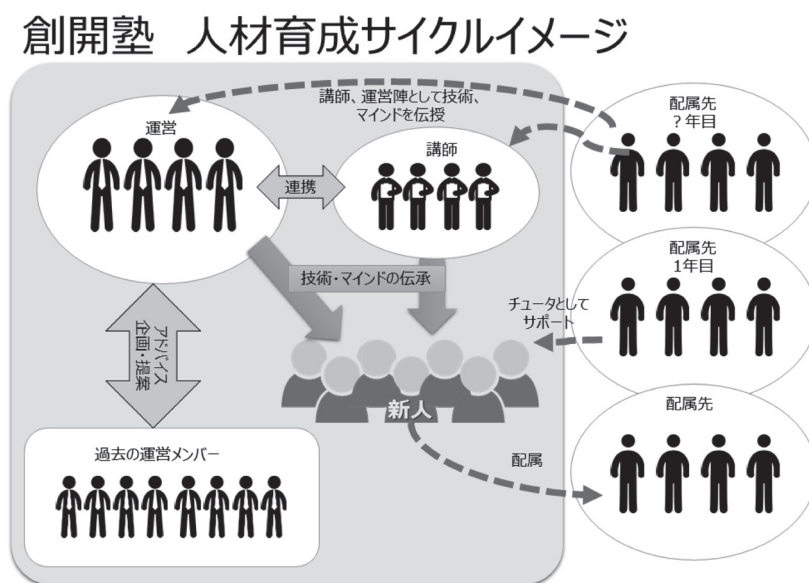 創開塾　人材育成サイクルイメージ
講師、運営陣として技術、
マインドを伝授
配属先
？年目
運営
講師
連携
配属先
1年目
技術・マインドの伝承
チュータとして
サポート
アドバイス
企画・提案
新人
配属先
過去の運営メンバー
配属